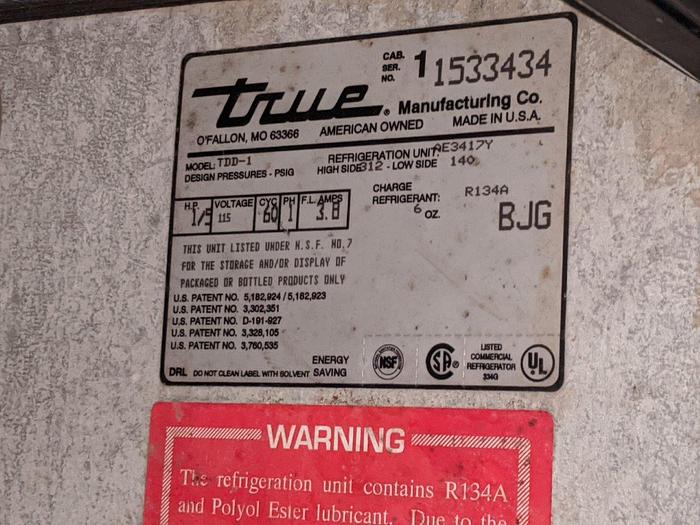 CAB.
SER. 1 1533434
NO.
true ® Manufacturing Co.
O'FALLON, MO 63366 AMERICAN OWNED MADE IN U.S.A.
MODEL: TDD-1 REFRIGERATION UNIT: AE3417Y
DESIGN PRESSURES - PSIG HIGH SIDE 312 - LOW SIDE 140
CHARGE
REFRIGERANT: R134A
6 OZ. BJG
H.P. VOLTAGE CYC PH F.L. AMPS
1/5 115 60 1 3.8
THIS UNIT LISTED UNDER N.S.F. NO.7
FOR THE STORAGE AND/OR DISPLAY OF
PACKAGED OR BOTTLED PRODUCTS ONLY
U.S. PATENT NO. 5,182,924 / 5,182,923
U.S. PATENT NO. 3,302,351
U.S. PATENT NO. D-191-927
U.S. PATENT NO. 3,328,105
U.S. PATENT NO. 3,760,535
DRL DO NOT CLEAN LABEL WITH SOLVENT ENERGY SAVING
NSF
SA
LISTED
COMMERCIAL
REFRIGERATOR
334G
UL
WARNING
The refrigeration unit contains R134A
and Polyol Ester lubricant. Due to the